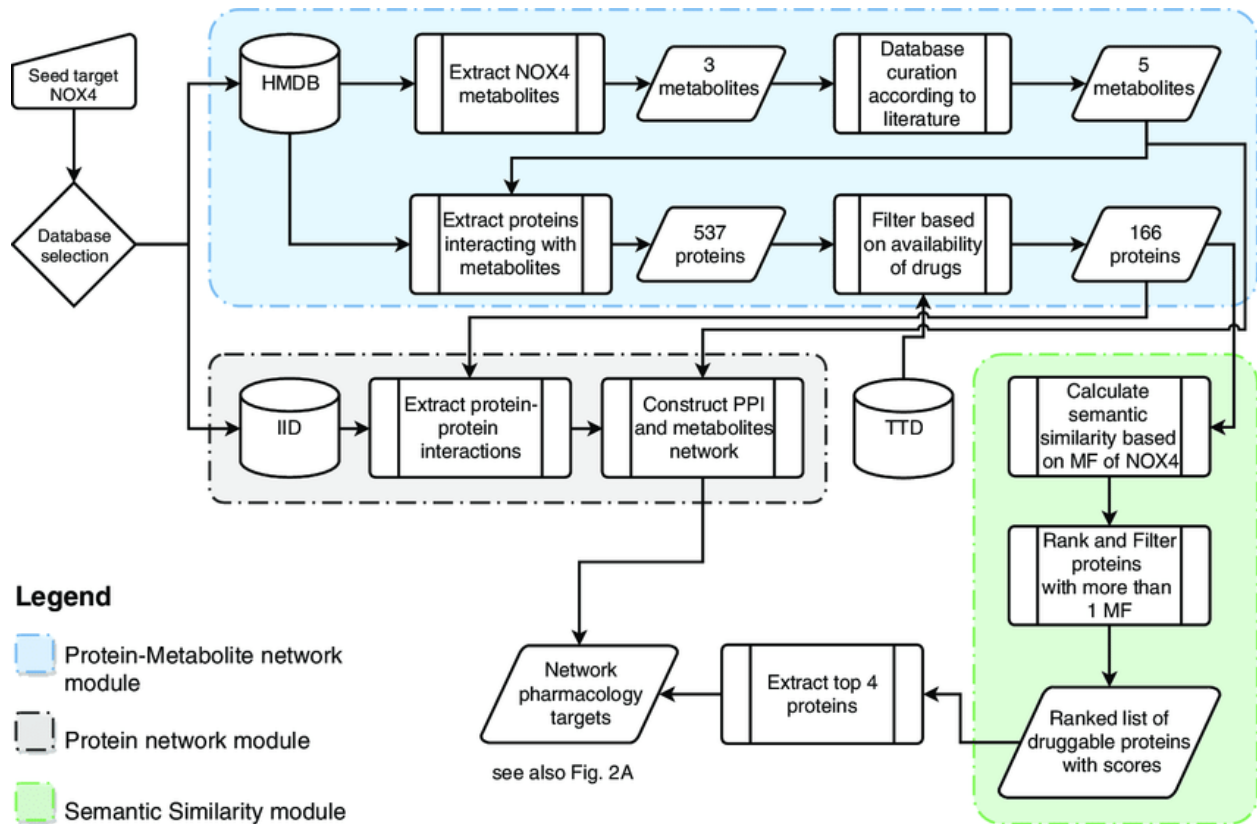 Seed target
NOX4
Database
selection
HMDB
Extract NOX4
metabolites
3
metabolites
Database
curation
according to
literature
5
metabolites
Extract proteins
interacting with
metabolites
537
proteins
Filter based
on availability
of drugs
166
proteins
IID
Extract protein-
protein
interactions
Construct PPI
and metabolites
network
TTD
Calculate
semantic
similarity based
on MF of NOX4
Rank and Filter
proteins
with more than
1 MF
Ranked list of
druggable proteins
with scores
Extract top 4
proteins
Network
pharmacology
targets
see also Fig. 2A
Legend
Protein-Metabolite network
module
Protein network module
Semantic Similarity module